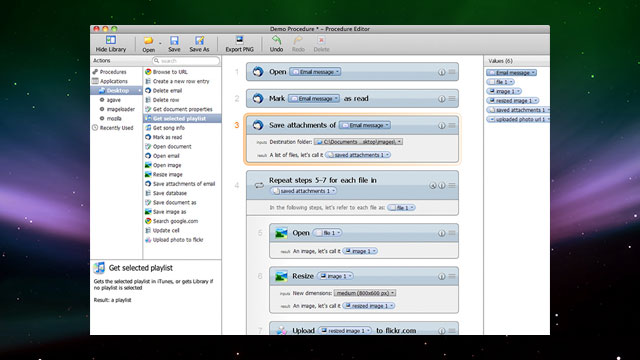 Demo Procedure * – Procedure Editor
Hide Library
Open
Save
Save As
Export PNG
Undo
Redo
Delete
Actions
search
Procedures
Applications
Desktop
agave
imageloader
mozilla
Recently Used
Browse to URL
Create a new row entry
Delete email
Delete row
Get document properties
Get selected playlist
Get song info
Mark as read
Open document
Open email
Open image
Resize image
Save attachments of email
Save database
Save document as
Save image as
Search google.com
Update cell
Upload photo to flickr
Get selected playlist
Gets the selected playlist in iTunes, or gets Library if
no playlist is selected
Result: a playlist
1 Open Email message
2 Mark Email message as read
3 Save attachments of Email message
inputs Destination folder: C:\Documents ...sktop\images\
result A list of files, let's call it saved attachments 1
4 Repeat steps 5-7 for each file in
saved attachments 1
In the following steps, let's refer to each file as: file 1
5 Open file 1
result An image, let's call it image 1
6 Resize image 1
inputs New dimensions: medium (800x600 px)
result An image, let's call it resized image 1
7 Upload resized image 1 to flickr.com
Values (6)
Email message
file 1
image 1
resized image 1
saved attachments 1
uploaded photo url 1